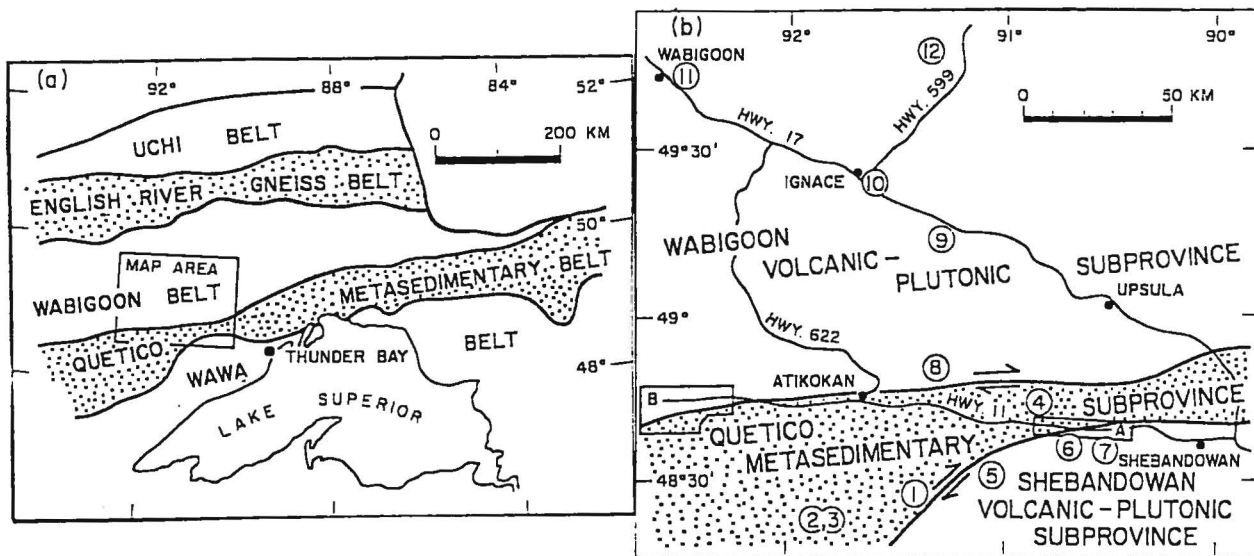 (a)
92°
88°
84°
52°
UCHI BELT
0 200 KM
ENGLISH RIVER GNEISS BELT
50°
MAP AREA
WABIGOON BELT
METASEDIMENTARY BELT
QUETICO
THUNDER BAY
BELT
48°
WAWA
LAKE SUPERIOR
(b)
92°
91°
90°
WABIGOON
11
12
HWY. 599
0 50 KM
HWY. 17
49°30'
IGNACE
10
WABIGOON
9
VOLCANIC-
PLUTONIC
SUBPROVINCE
UPSULA
49°
HWY. 622
8
ATIKOKAN
B
HWY. 11
4
SUBPROVINCE
A
QUETICO
METASEDIMENTARY
6
7
SHEBANDOWAN
48°30'
1
5
SHEBANDOWAN
2,3
VOLCANIC-PLUTONIC
SUBPROVINCE